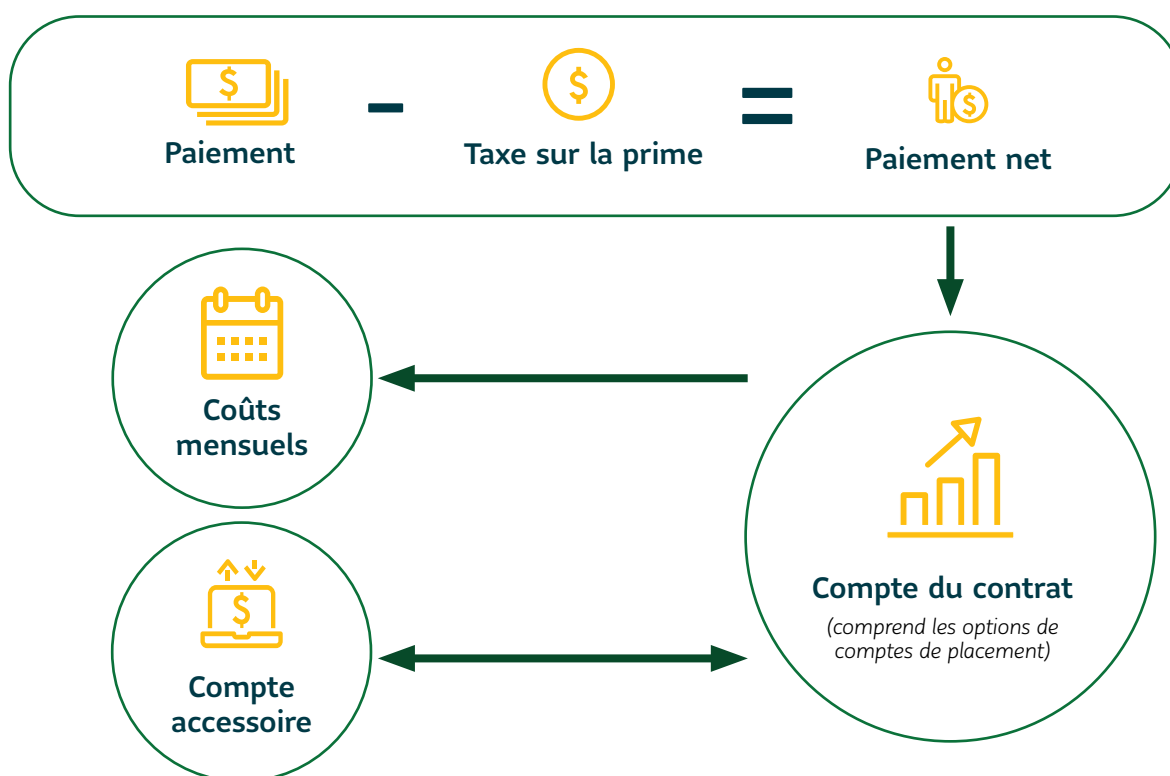 Paiement
-
Taxe sur la prime
=
Paiement net
Coûts
mensuels
Compte du contrat
(comprend les options de
comptes de placement)
Compte
accessoire